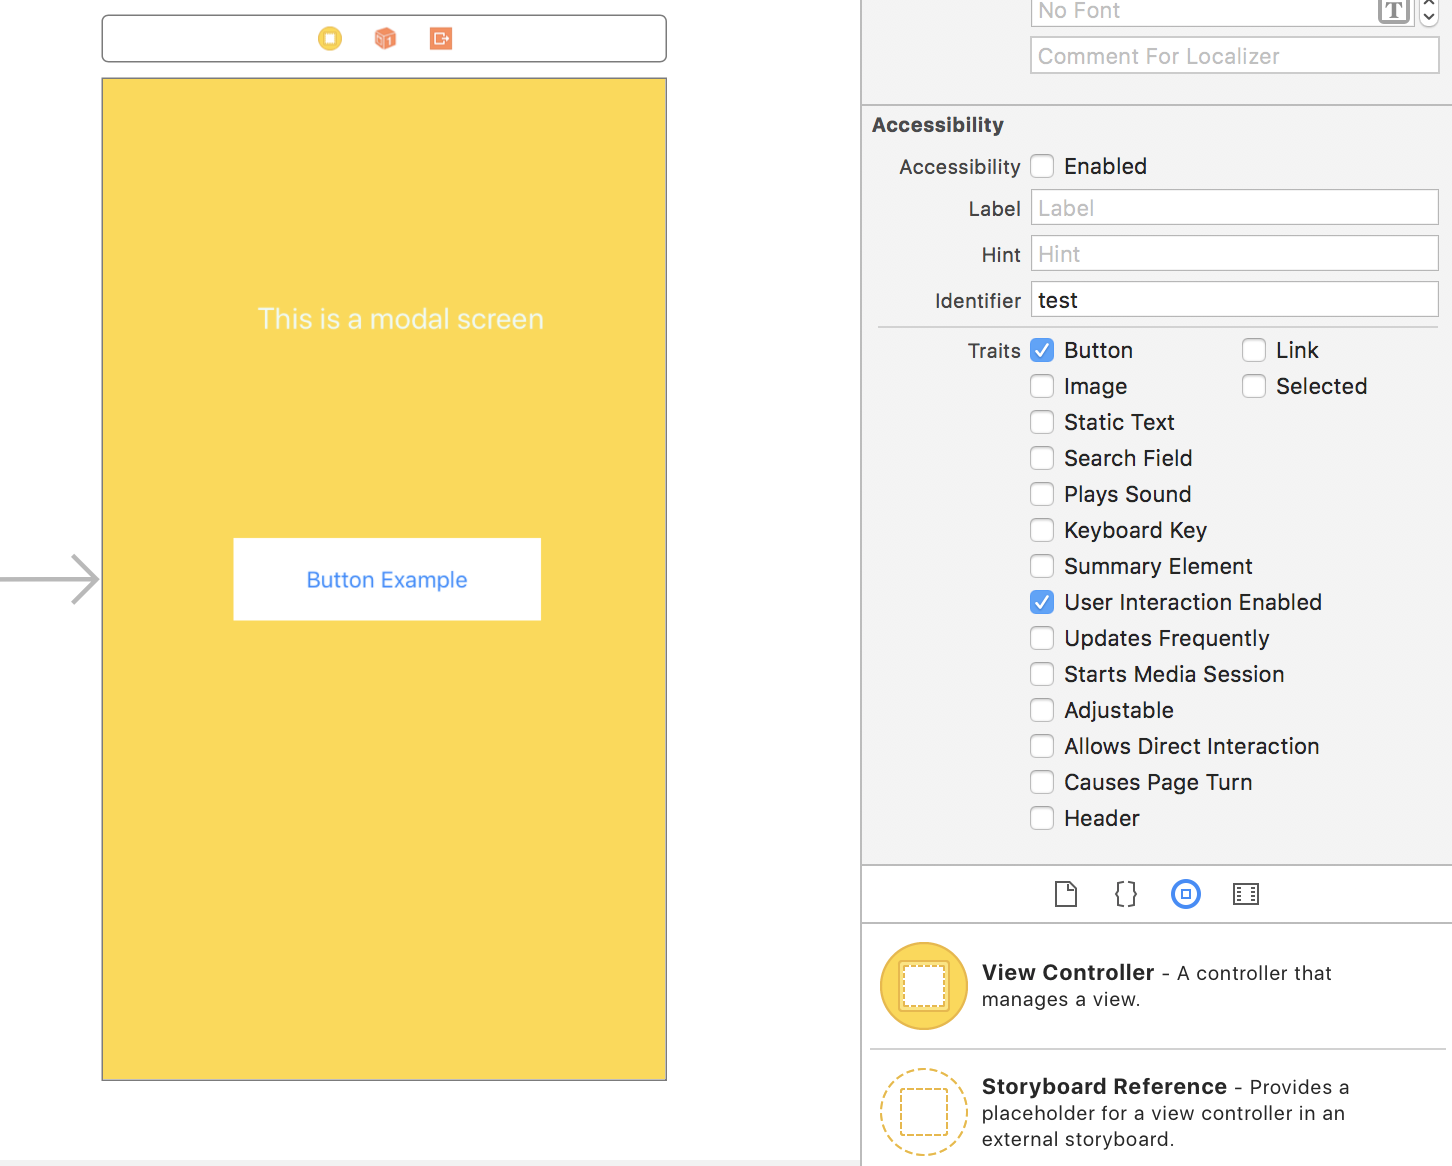 This is a modal screen
Button Example
No Font
T
Comment For Localizer
Accessibility
Accessibility Enabled
Label Label
Hint Hint
Identifier test
Traits Button Link
Image Selected
Static Text
Search Field
Plays Sound
Keyboard Key
Summary Element
User Interaction Enabled
Updates Frequently
Starts Media Session
Adjustable
Allows Direct Interaction
Causes Page Turn
Header
{ }
View Controller - A controller that
manages a view.
Storyboard Reference - Provides a
placeholder for a view controller in an
external storyboard.